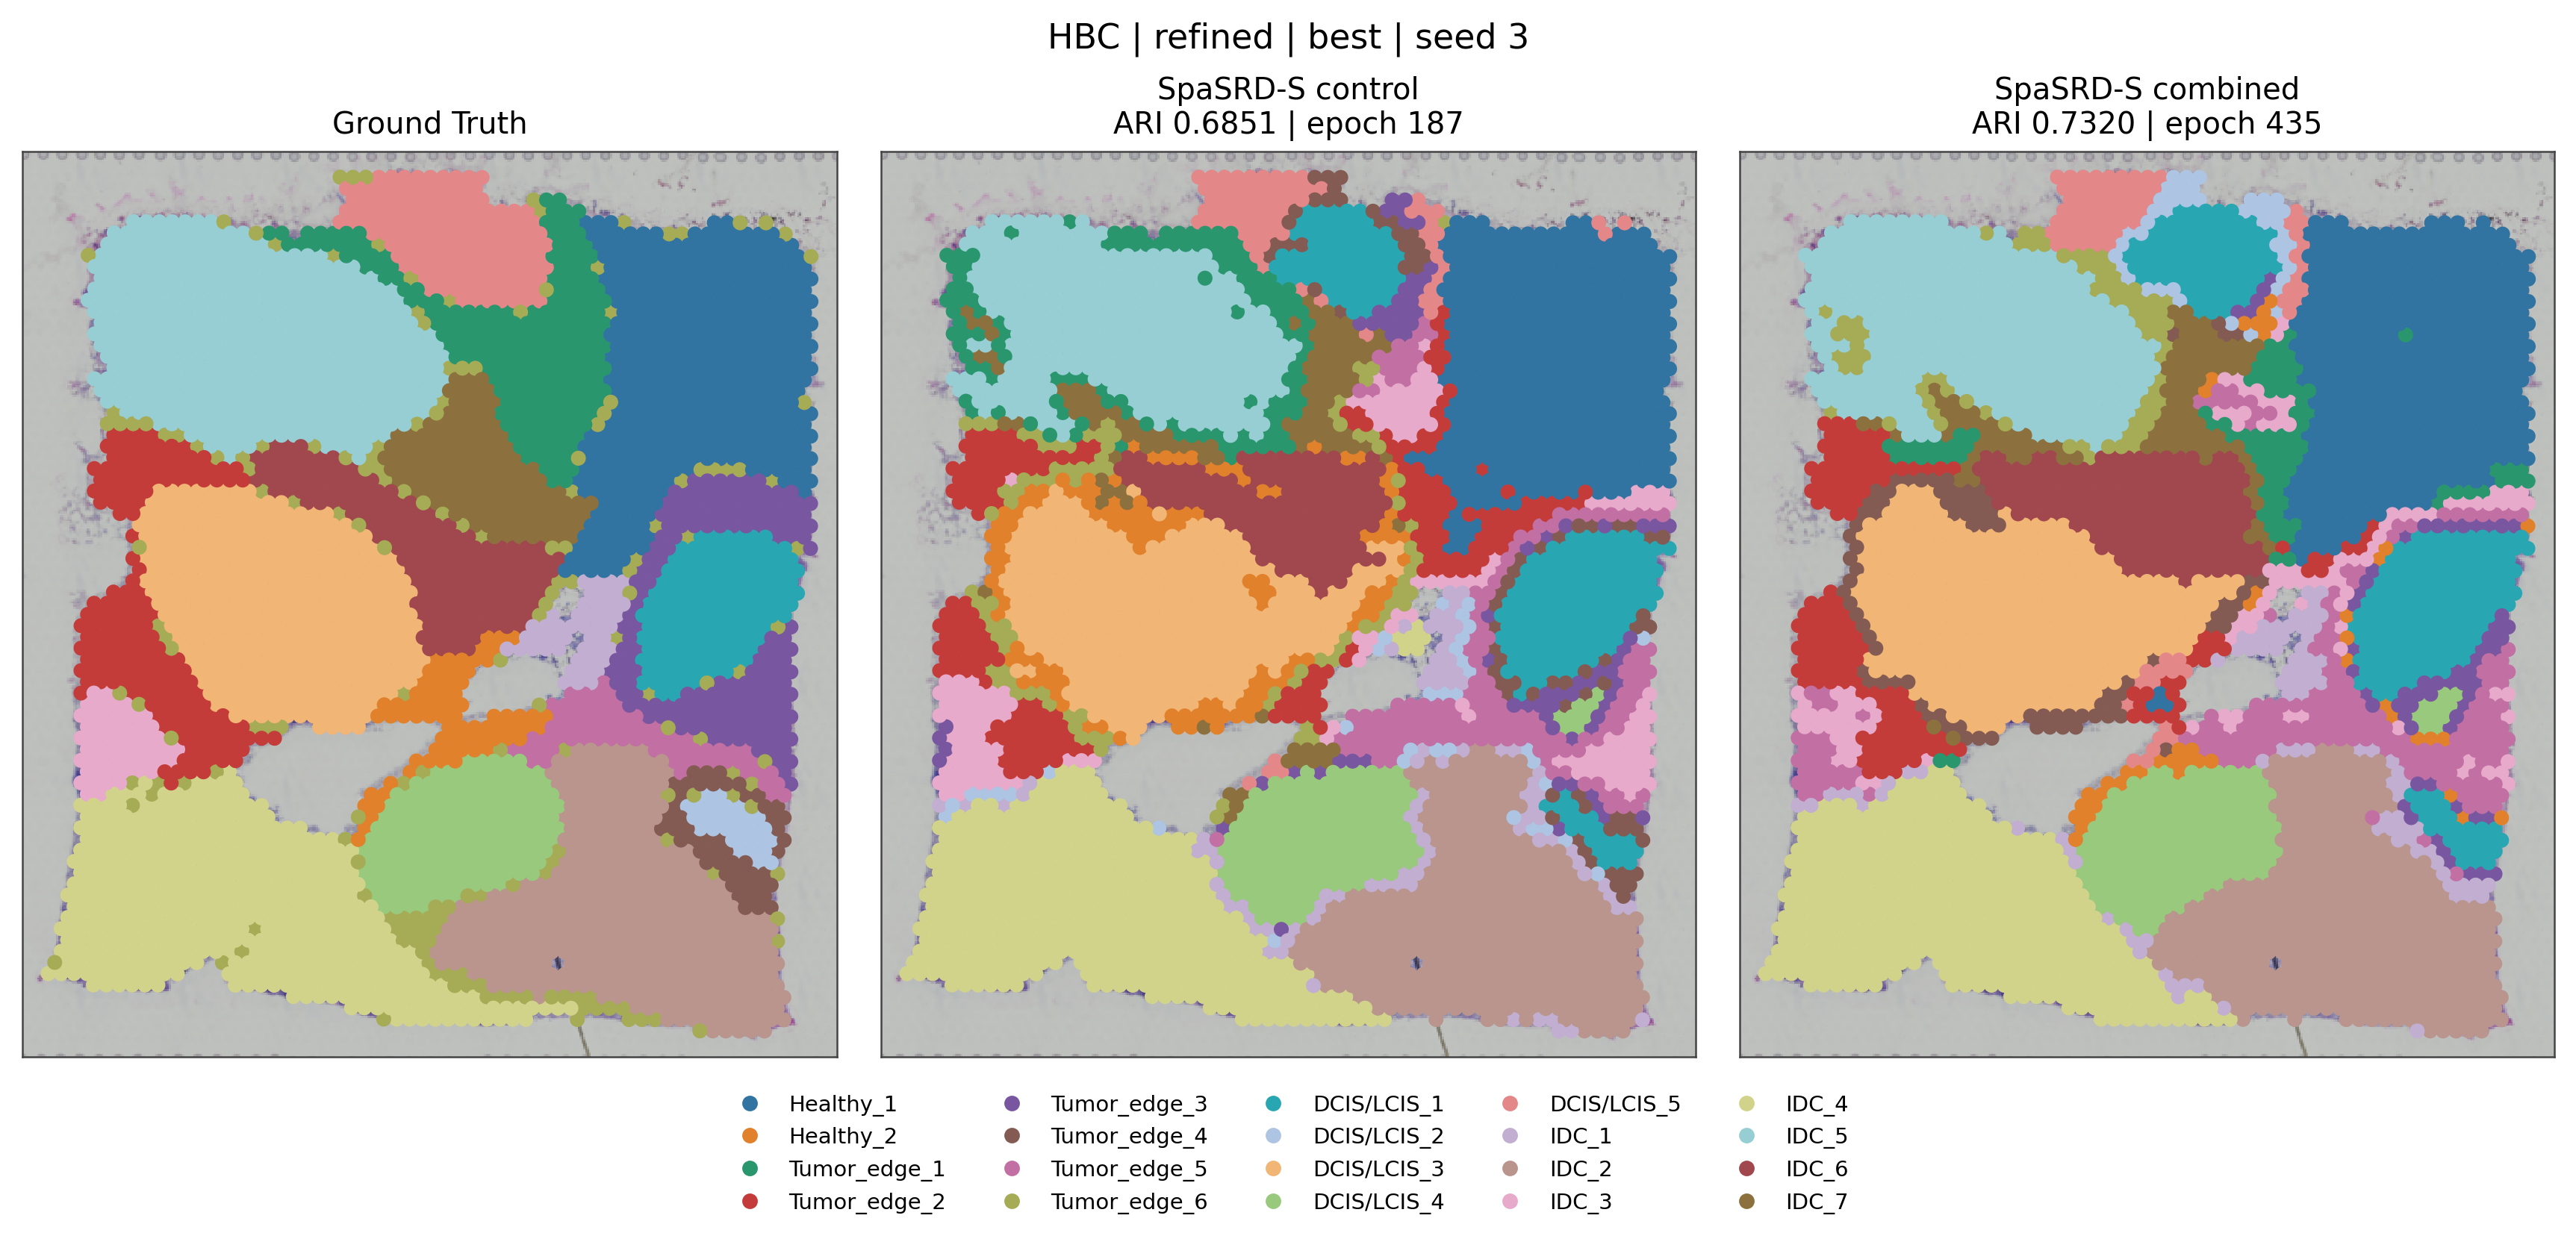 HBC | refined | best | seed 3
Ground Truth
SpaSRD-S control
ARI 0.6851 | epoch 187
SpaSRD-S combined
ARI 0.7320 | epoch 435
Healthy_1
Healthy_2
Tumor_edge_1
Tumor_edge_2
Tumor_edge_3
Tumor_edge_4
Tumor_edge_5
Tumor_edge_6
DCIS/LCIS_1
DCIS/LCIS_2
DCIS/LCIS_3
DCIS/LCIS_4
DCIS/LCIS_5
IDC_1
IDC_2
IDC_3
IDC_4
IDC_5
IDC_6
IDC_7